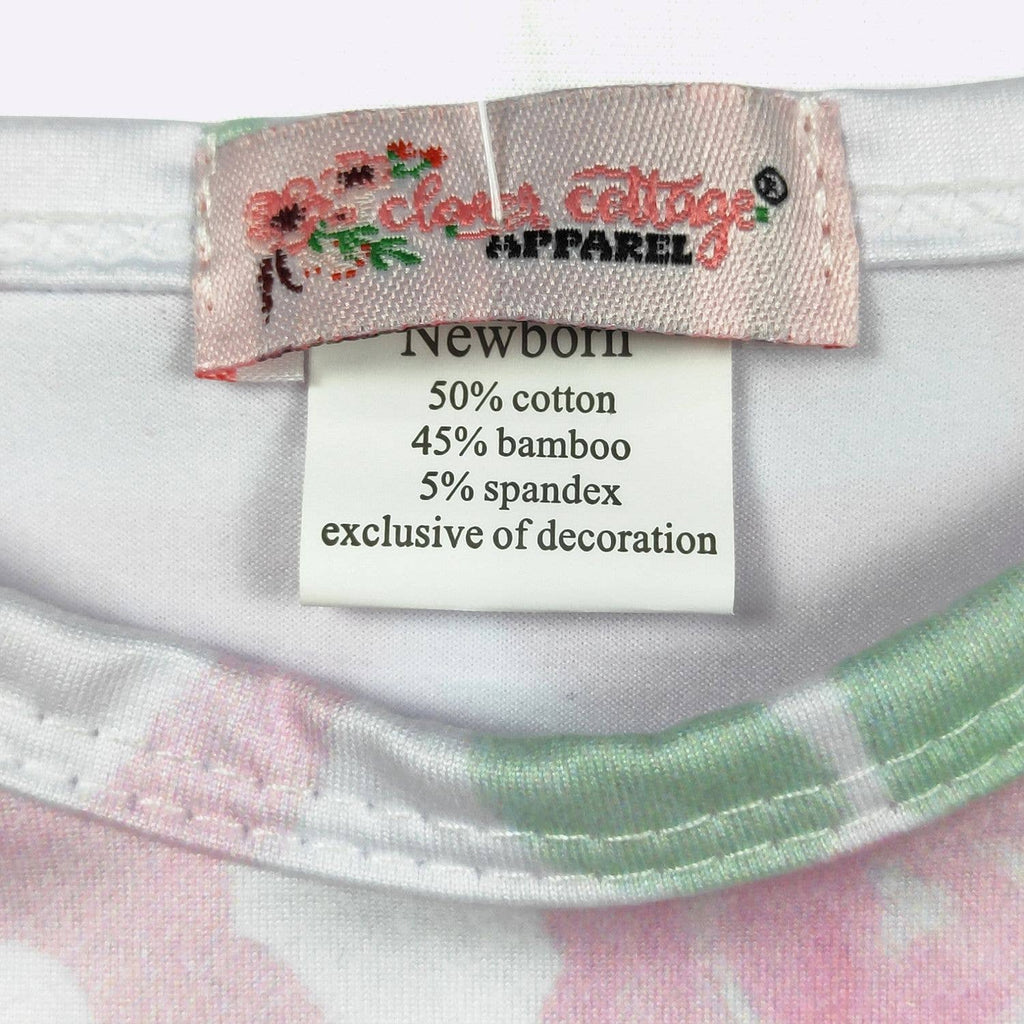 clover cottage®
APPAREL
Newborn
50% cotton
45% bamboo
5% spandex
exclusive of decoration